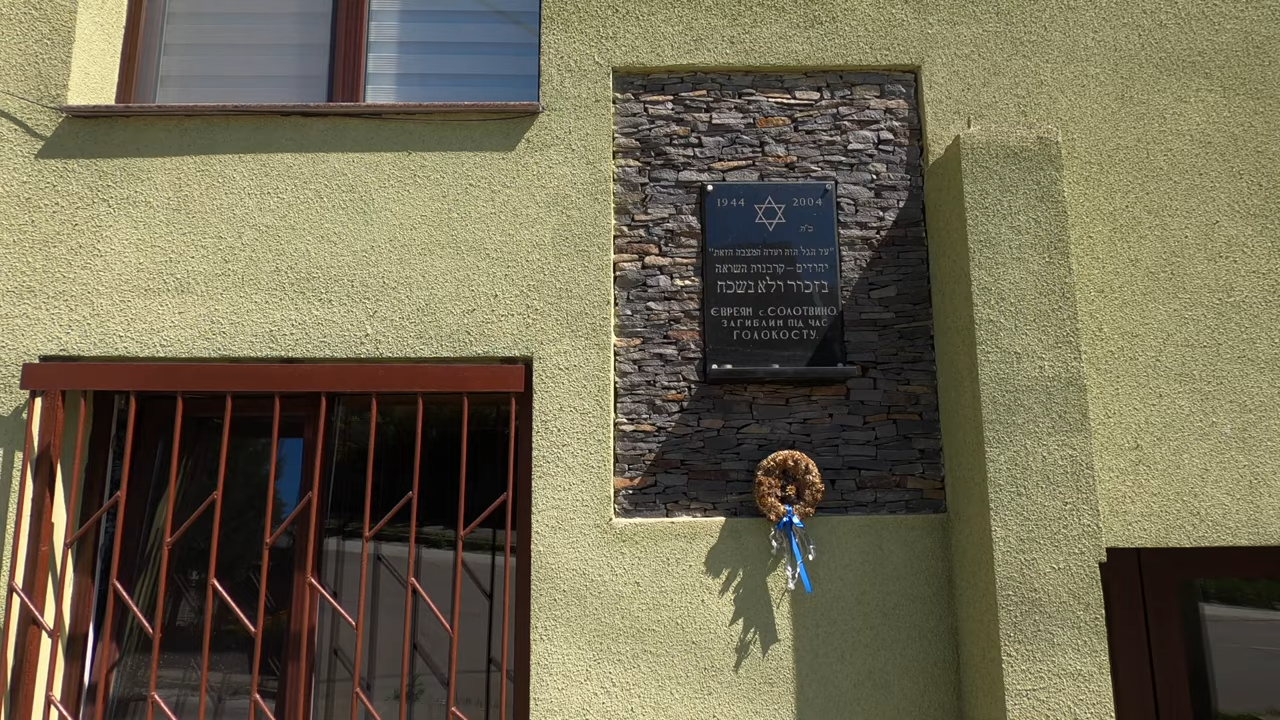 1944 2004
ב"ה.
"על הגל הזה ועדה המצבה הזאת"
יהודים – קרבנות השואה
בזכור ולא נשכח
ЄВРЕЯМ с. СОЛОТВИНО,
ЗАГИБЛИМ ПІД ЧАС
ГОЛОКОСТУ.